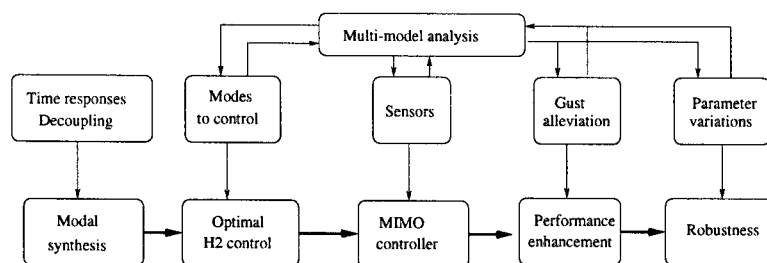 Multi-model analysis
Time responses
Decoupling
Modes
to control
Sensors
Gust
alleviation
Parameter
variations
Modal
synthesis
Optimal
H2 control
MIMO
controller
Performance
enhancement
Robustness